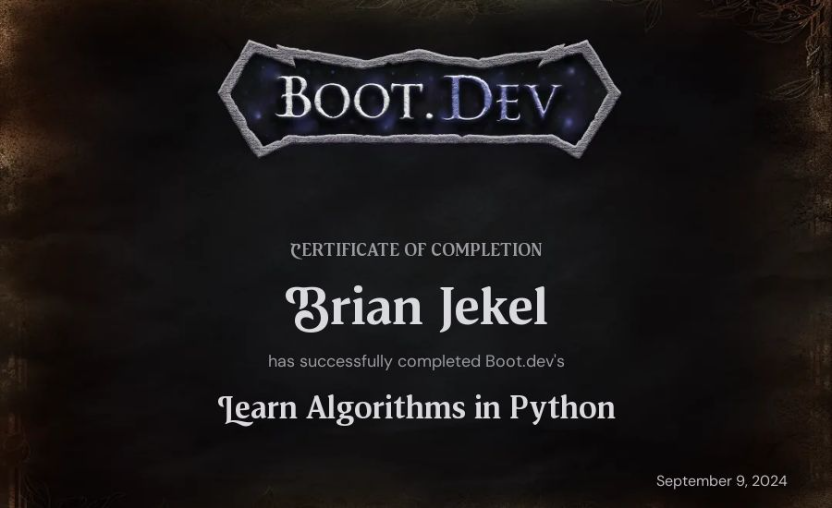 BOOT.DEV
CERTIFICATE OF COMPLETION
Brian Jekel
has successfully completed Boot.dev's
Learn Algorithms in Python
September 9, 2024